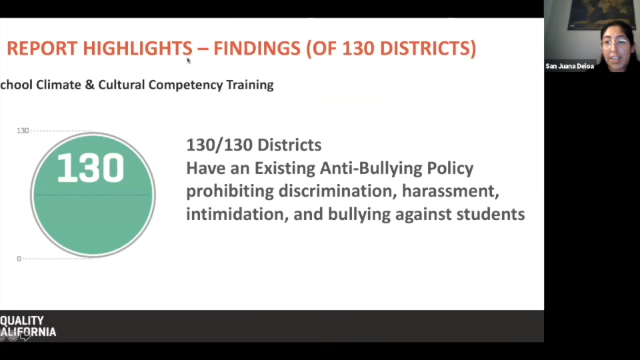 REPORT HIGHLIGHTS – FINDINGS (OF 130 DISTRICTS)
San Juana Deloa
chool Climate & Cultural Competency Training
130
130
130/130 Districts
Have an Existing Anti-Bullying Policy
prohibiting discrimination, harassment,
intimidation, and bullying against students
0
QUALITY
ALIFORNIA